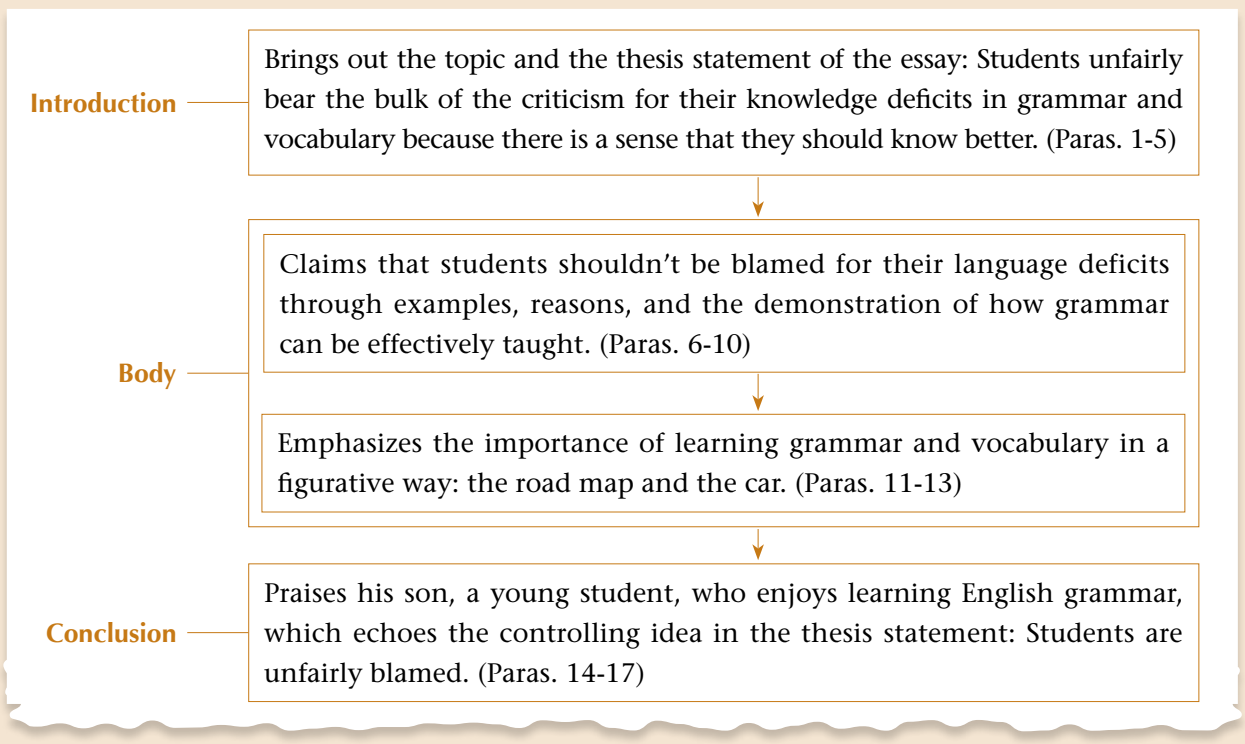 Introduction
Brings out the topic and the thesis statement of the essay: Students unfairly
bear the bulk of the criticism for their knowledge deficits in grammar and
vocabulary because there is a sense that they should know better. (Paras. 1-5)
Body
Claims that students shouldn't be blamed for their language deficits
through examples, reasons, and the demonstration of how grammar
can be effectively taught. (Paras. 6-10)
Emphasizes the importance of learning grammar and vocabulary in a
figurative way: the road map and the car. (Paras. 11-13)
Conclusion
Praises his son, a young student, who enjoys learning English grammar,
which echoes the controlling idea in the thesis statement: Students are
unfairly blamed. (Paras. 14-17)